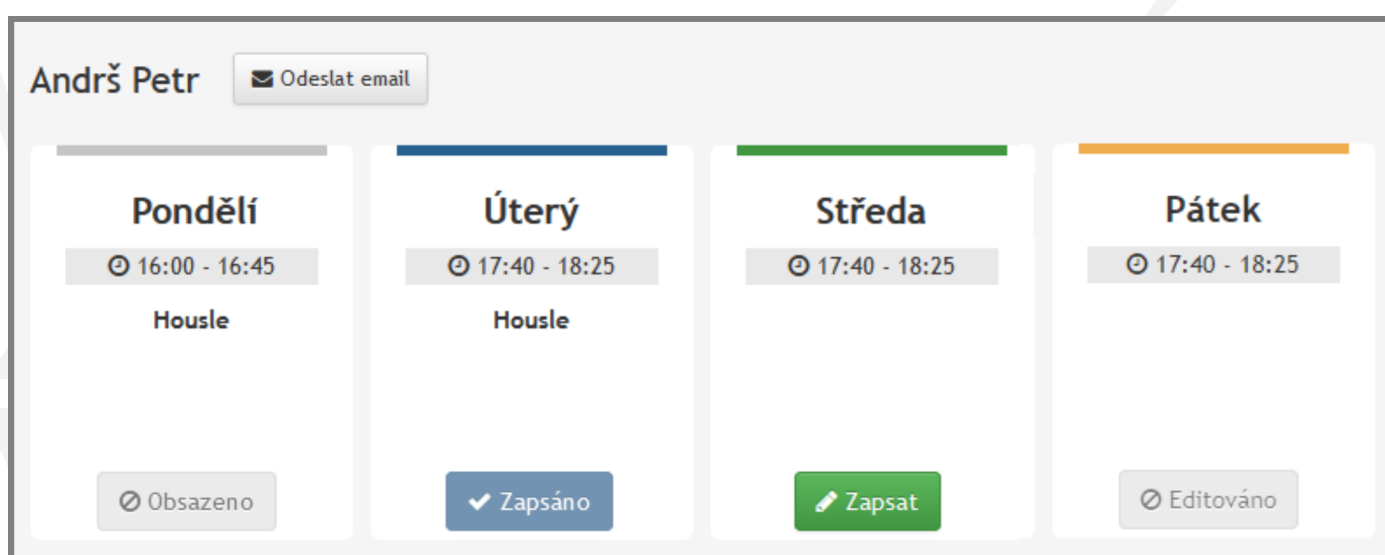 Andrš Petr
Odeslat email
Pondělí
16:00 - 16:45
Housle
Obsazeno
Úterý
17:40 - 18:25
Housle
Zapsáno
Středa
17:40 - 18:25
Zapsat
Pátek
17:40 - 18:25
Editováno